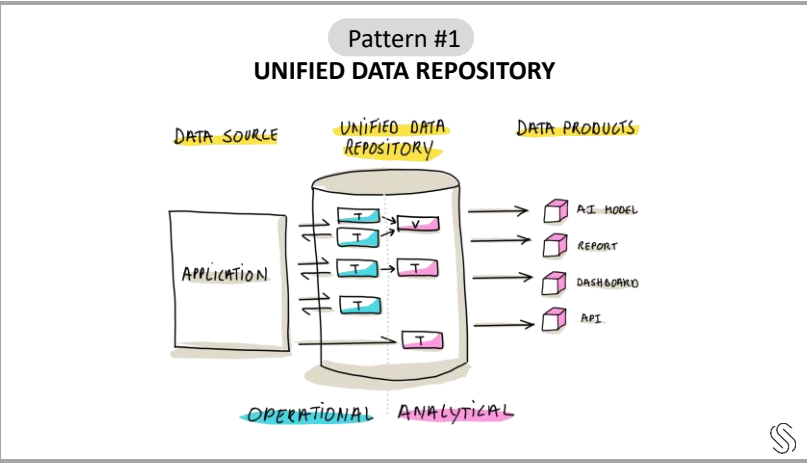 Pattern #1
UNIFIED DATA REPOSITORY
DATA SOURCE
UNIFIED DATA
REPOSITORY
DATA PRODUCTS
APPLICATION
T
T
V
T
T
T
T
A.I MODEL
REPORT
DASHBOARD
API
OPERATIONAL
ANALYTICAL